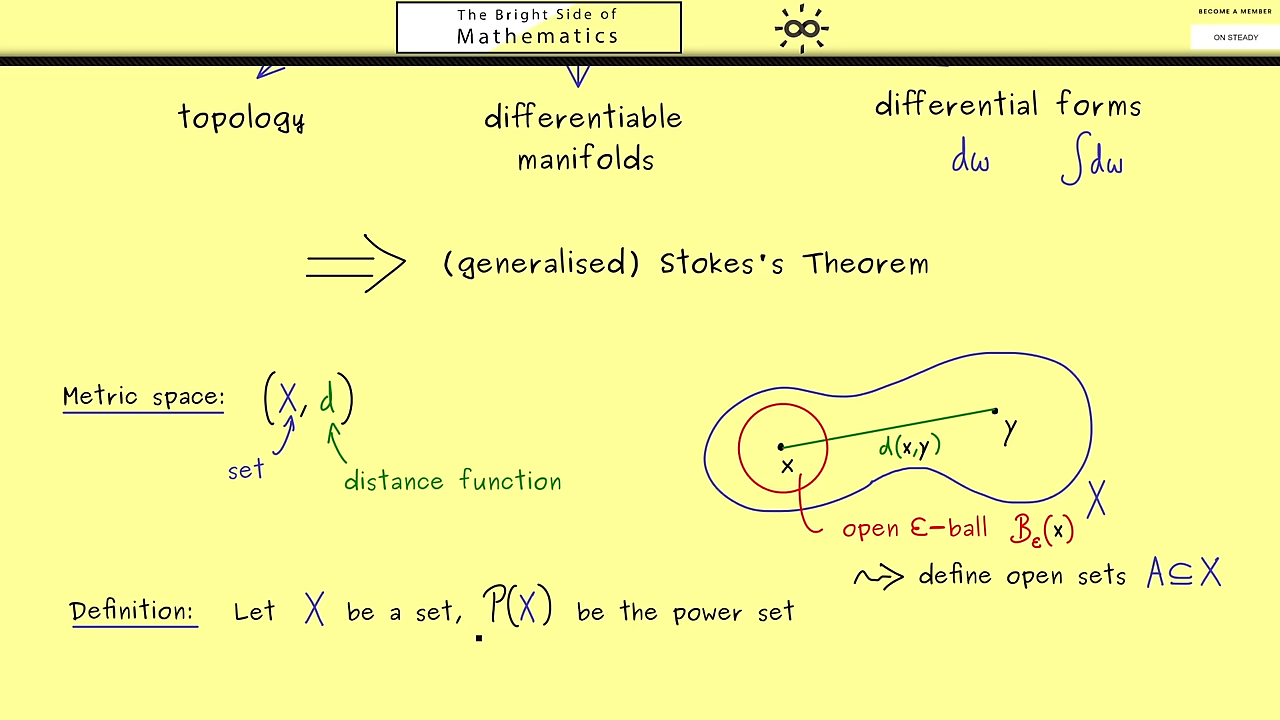 The Bright Side of
Mathematics
BECOME A MEMBER
ON STEADY
topology
differentiable
manifolds
differential forms
dω ∫dω
⟹ (generalised) Stokes's Theorem
Metric space: (X, d)
set
distance function
x
d(x,y)
y
X
open ε-ball B_ε(x)
⇝ define open sets A⊆X
Definition: Let X be a set, P(X) be the power set